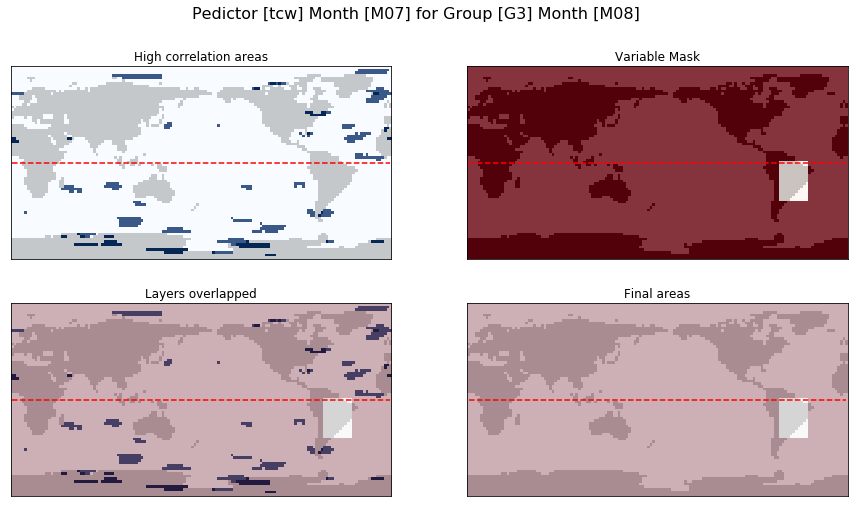 Pedictor [tcw] Month [M07] for Group [G3] Month [M08]
High correlation areas
Variable Mask
Layers overlapped
Final areas